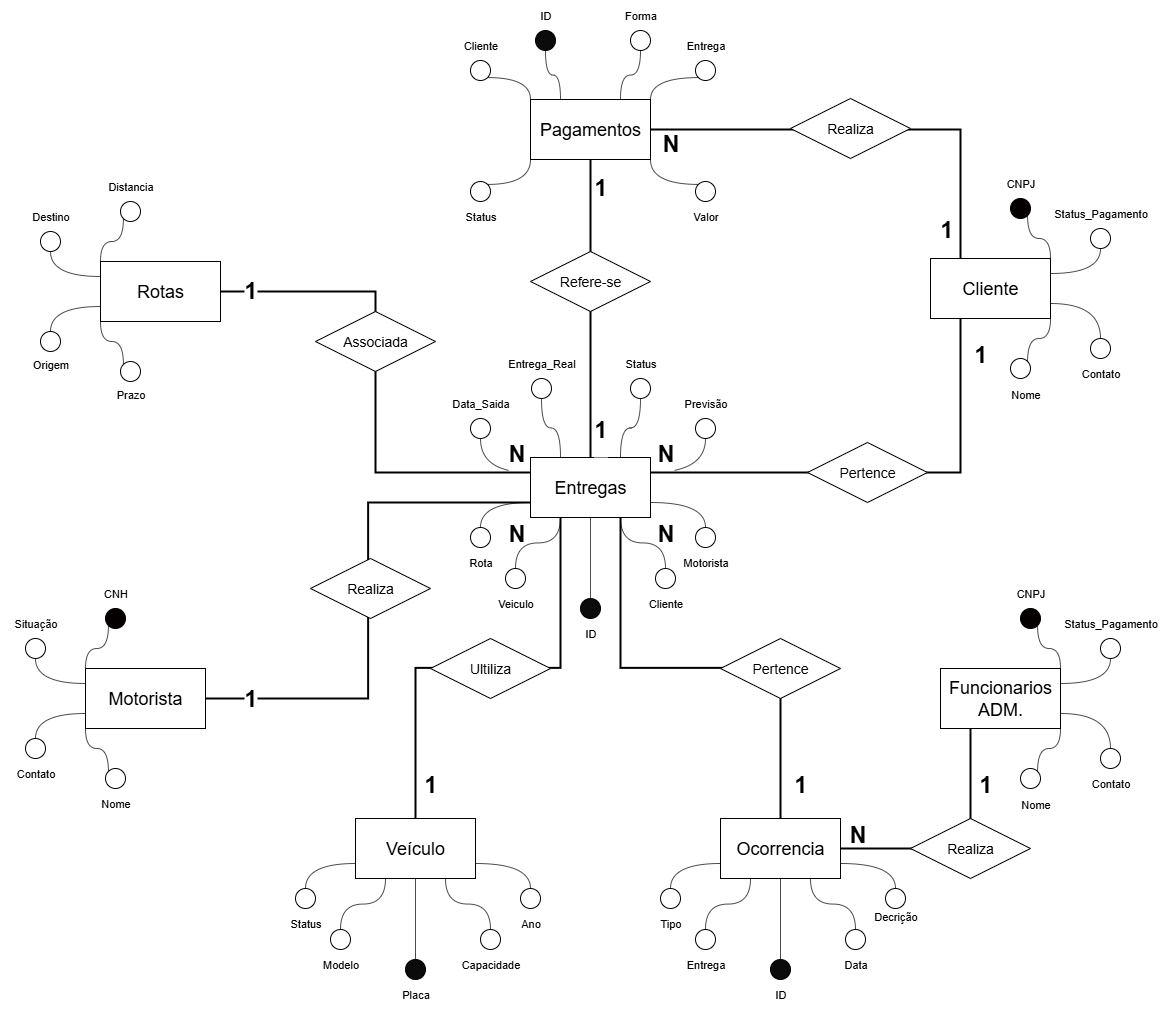 ID
Forma
Cliente
Entrega
Pagamentos
Realiza
N
1
Status
Valor
CNPJ
Distancia
Status_Pagamento
Destino
1
Refere-se
Cliente
Rotas
1
Associada
1
Origem
Entrega_Real
Status
Contato
Prazo
Nome
Data_Saida
Previsão
1
N
N
Pertence
Entregas
N
N
Rota
Motorista
Realiza
CNH
Veiculo
Cliente
CNPJ
Situação
ID
Status_Pagamento
Ultiliza
Pertence
Motorista
1
Funcionarios
ADM.
Contato
1
1
1
Contato
Nome
Nome
N
Veículo
Ocorrencia
Realiza
Status
Ano
Tipo
Decrição
Modelo
Capacidade
Entrega
Data
Placa
ID